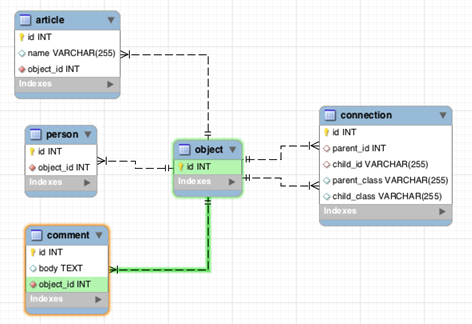 article
id INT
name VARCHAR(255)
object_id INT
Indexes
person
id INT
object_id INT
Indexes
object
id INT
Indexes
connection
id INT
parent_id INT
child_id VARCHAR(255)
parent_class VARCHAR(255)
child_class VARCHAR(255)
Indexes
comment
id INT
body TEXT
object_id INT
Indexes